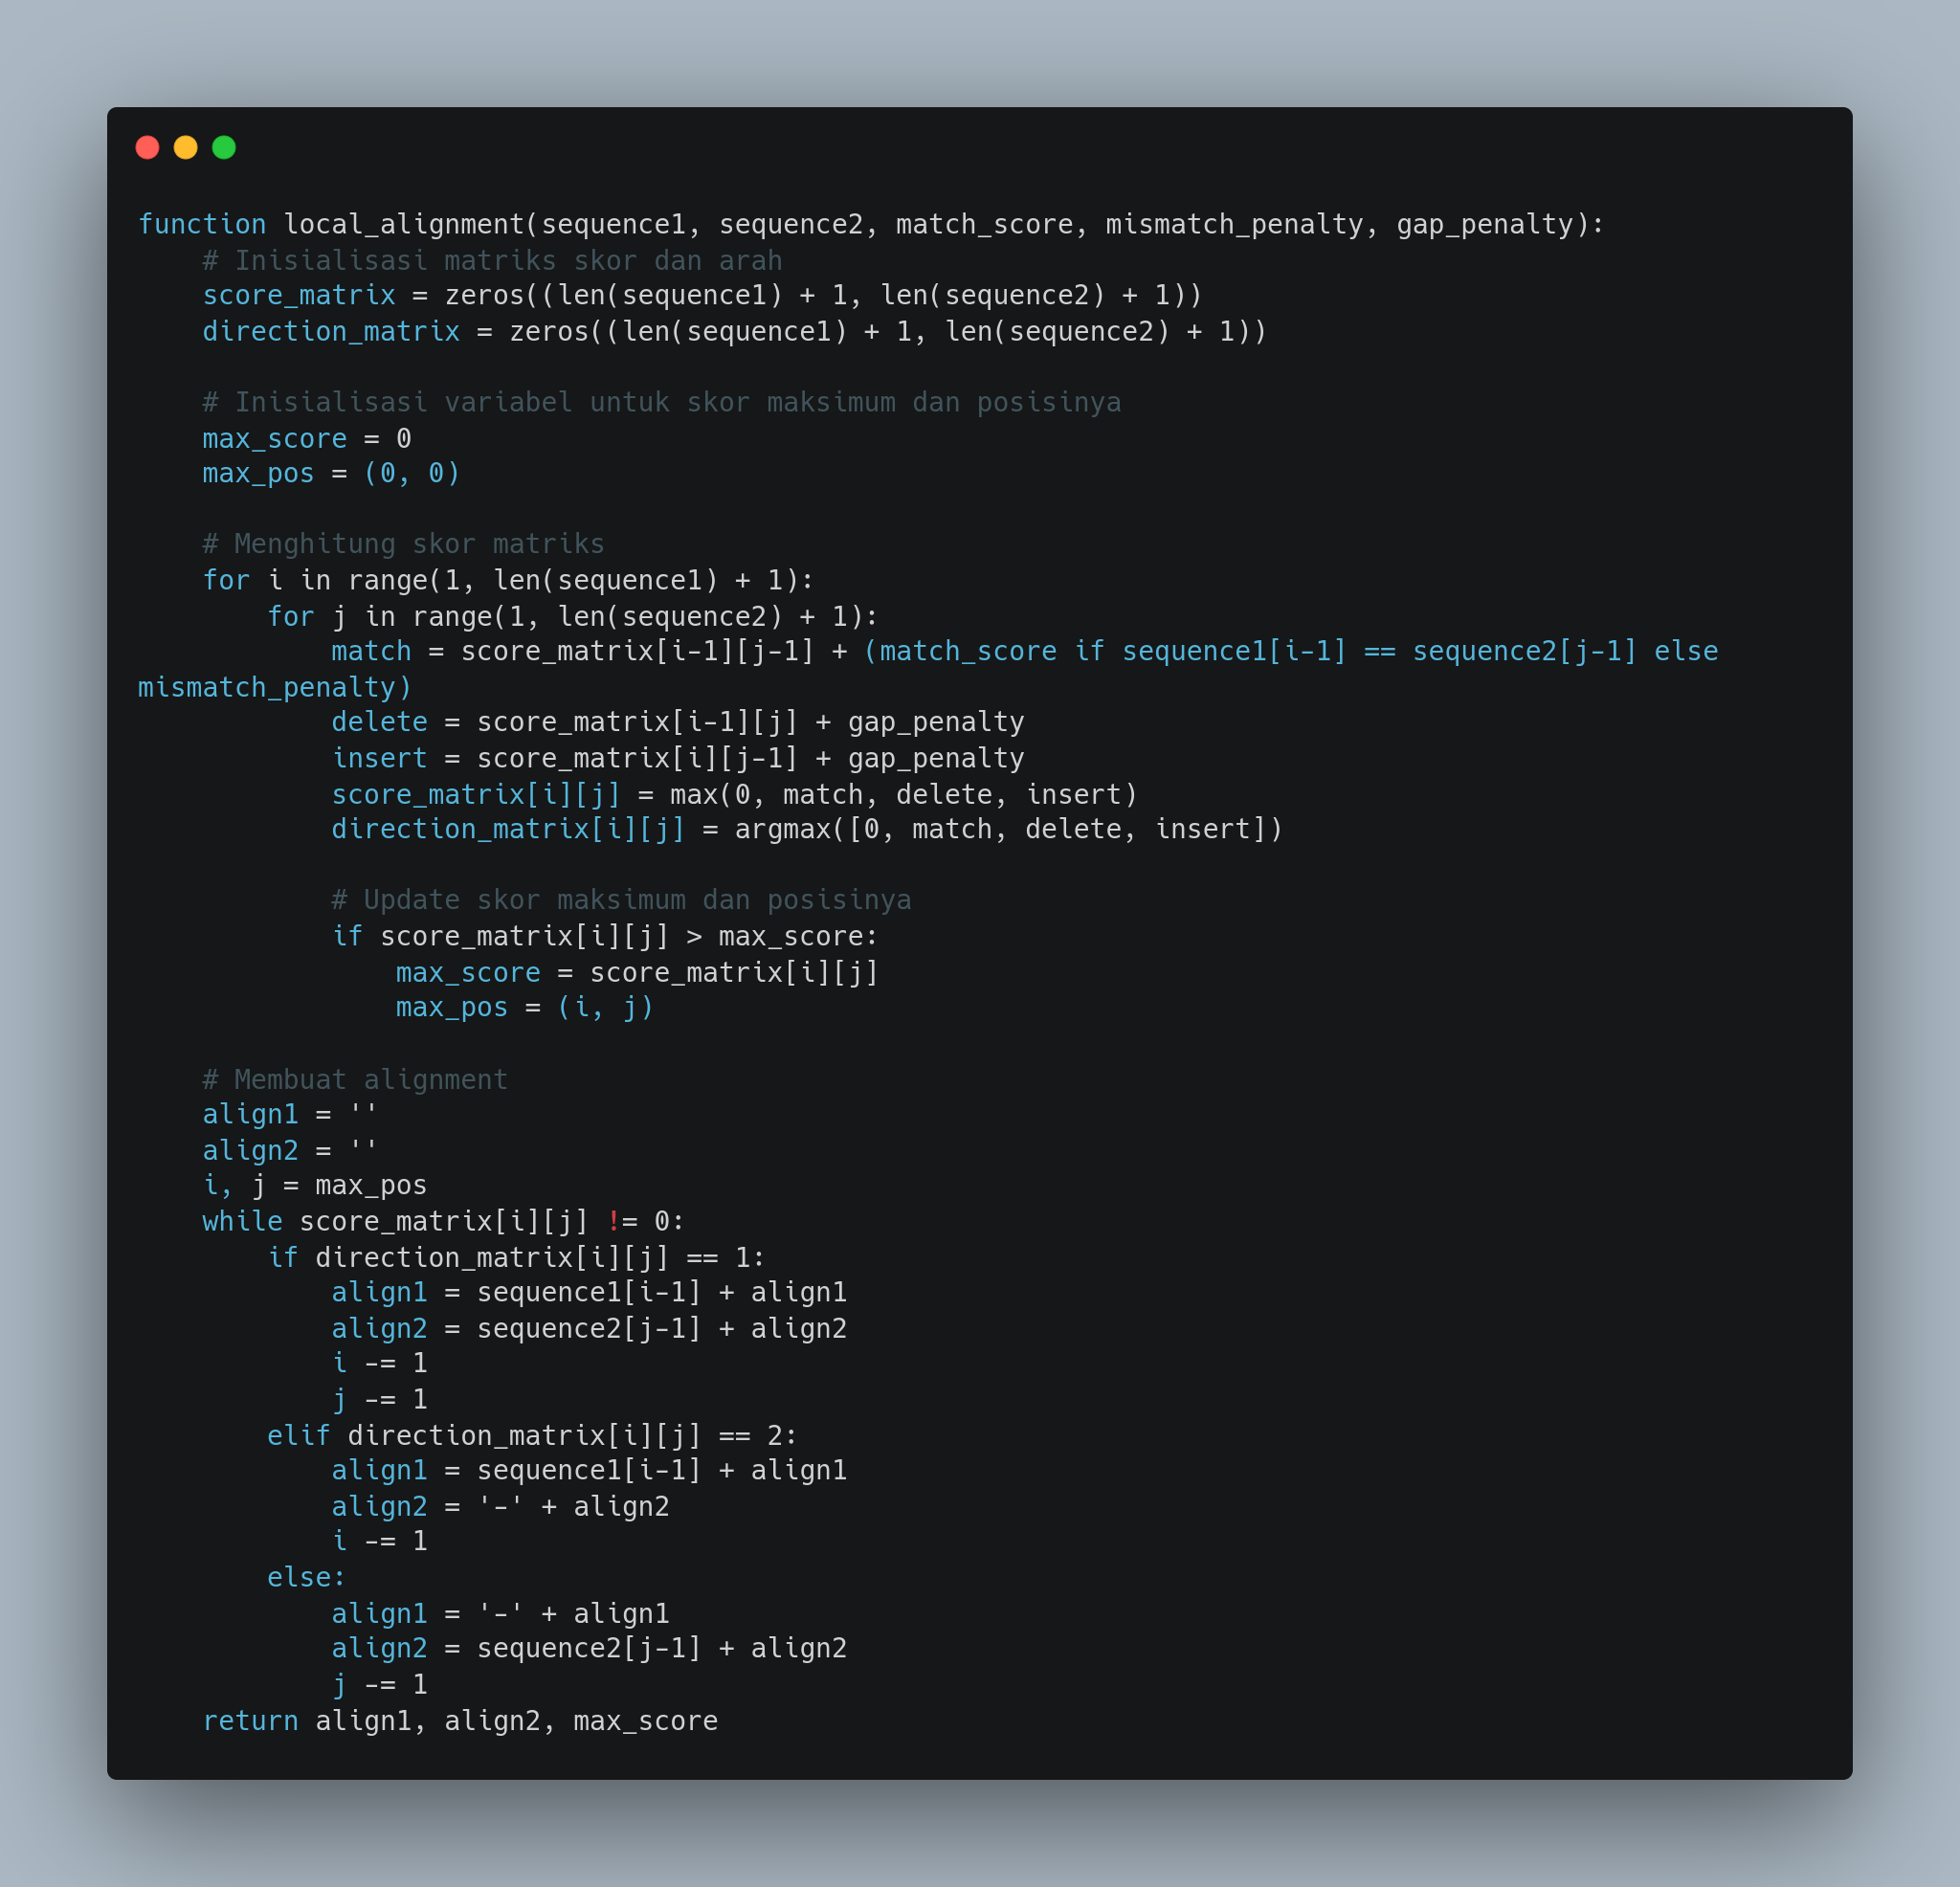 function local_alignment(sequence1, sequence2, match_score, mismatch_penalty, gap_penalty):
    # Inisialisasi matriks skor dan arah
    score_matrix = zeros((len(sequence1) + 1, len(sequence2) + 1))
    direction_matrix = zeros((len(sequence1) + 1, len(sequence2) + 1))

    # Inisialisasi variabel untuk skor maksimum dan posisinya
    max_score = 0
    max_pos = (0, 0)

    # Menghitung skor matriks
    for i in range(1, len(sequence1) + 1):
        for j in range(1, len(sequence2) + 1):
            match = score_matrix[i-1][j-1] + (match_score if sequence1[i-1] == sequence2[j-1] else
mismatch_penalty)
            delete = score_matrix[i-1][j] + gap_penalty
            insert = score_matrix[i][j-1] + gap_penalty
            score_matrix[i][j] = max(0, match, delete, insert)
            direction_matrix[i][j] = argmax([0, match, delete, insert])

            # Update skor maksimum dan posisinya
            if score_matrix[i][j] > max_score:
                max_score = score_matrix[i][j]
                max_pos = (i, j)

    # Membuat alignment
    align1 = ''
    align2 = ''
    i, j = max_pos
    while score_matrix[i][j] != 0:
        if direction_matrix[i][j] == 1:
            align1 = sequence1[i-1] + align1
            align2 = sequence2[j-1] + align2
            i -= 1
            j -= 1
        elif direction_matrix[i][j] == 2:
            align1 = sequence1[i-1] + align1
            align2 = '-' + align2
            i -= 1
        else:
            align1 = '-' + align1
            align2 = sequence2[j-1] + align2
            j -= 1
    return align1, align2, max_score